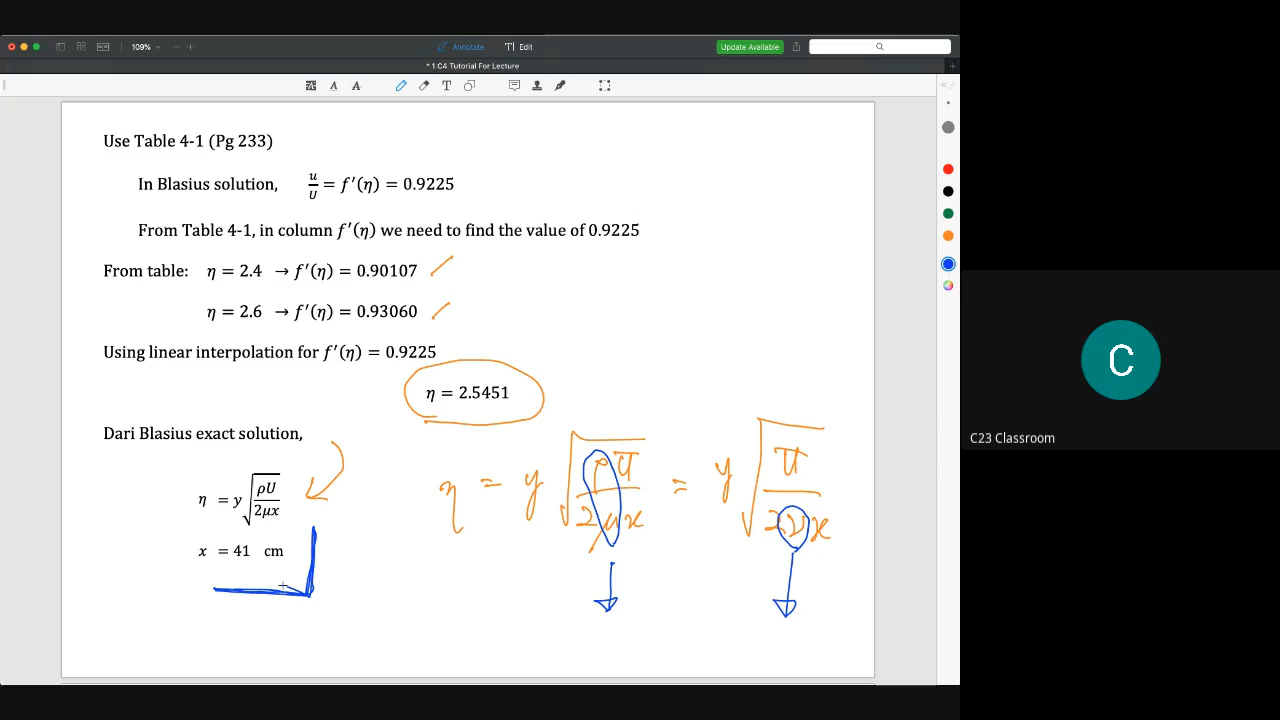 109%
Annotate
Edit
Update Available
* 1 C4 Tutorial For Lecture
Use Table 4-1 (Pg 233)
In Blasius solution, u/U = f′(η) = 0.9225
From Table 4-1, in column f′(η) we need to find the value of 0.9225
From table: η = 2.4 → f′(η) = 0.90107
η = 2.6 → f′(η) = 0.93060
Using linear interpolation for f′(η) = 0.9225
η = 2.5451
Dari Blasius exact solution,
η = y √(ρU/2μx)
η = y √(ρU/2μx) = y √(U/2νx)
x = 41 cm
C
C23 Classroom